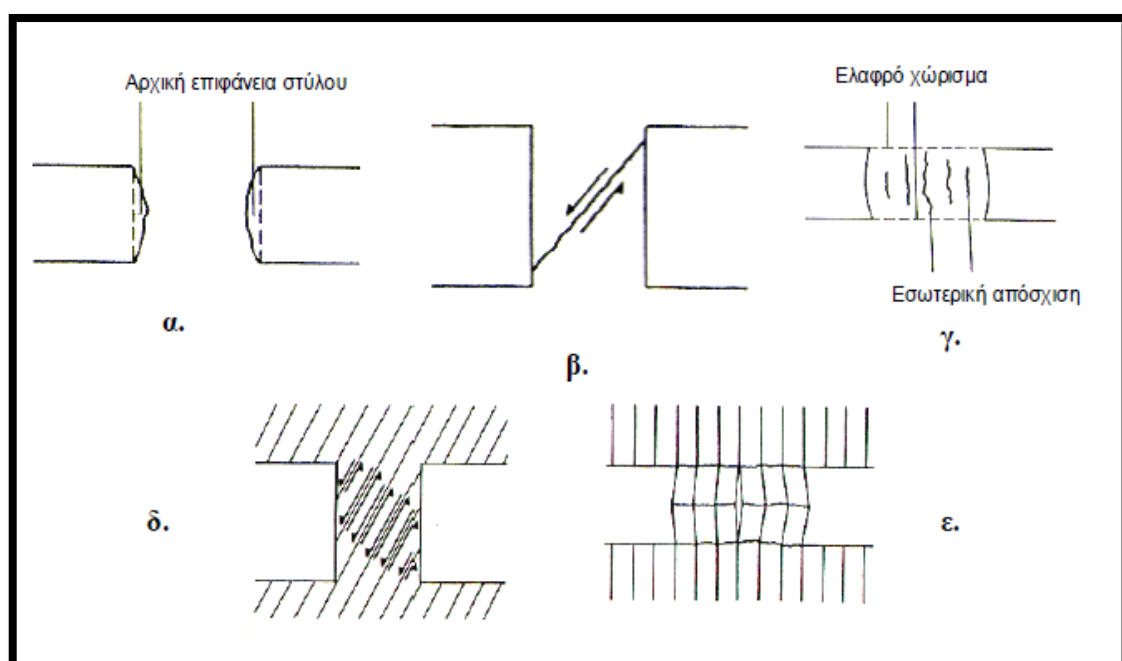 Αρχική επιφάνεια στύλου
Ελαφρό χώρισμα
Εσωτερική απόσχιση
α.
β.
γ.
δ.
ε.